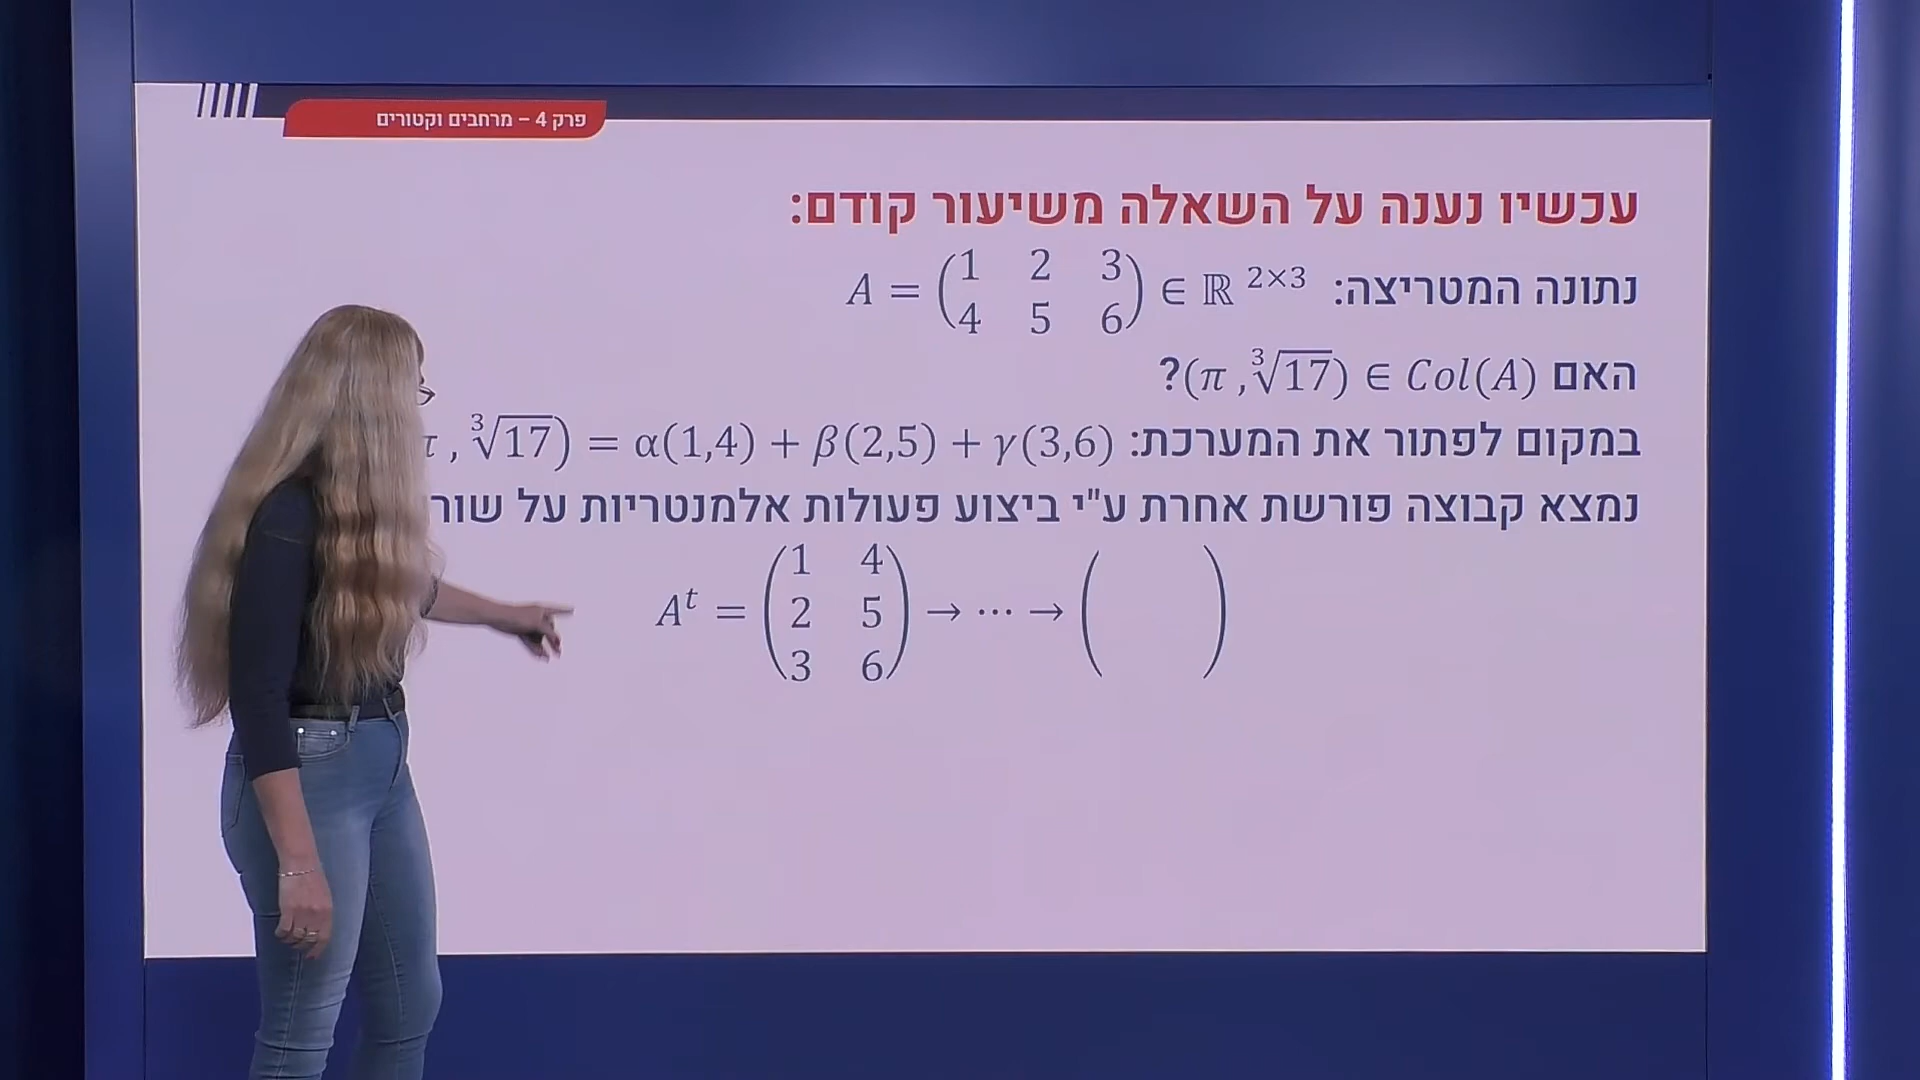 פרק 4 – מרחבים וקטורים
עכשיו נענה על השאלה משיעור קודם:
נתונה המטריצה: A = (1 2 3 / 4 5 6) ∈ ℝ 2×3
האם (π ,∛17) ∈ Col(A)?
במקום לפתור את המערכת: , ∛17) = α(1,4) + β(2,5) + γ(3,6)
נמצא קבוצה פורשת אחרת ע"י ביצוע פעולות אלמנטריות על
Aᵗ = (1 4 / 2 5 / 3 6) → ⋯ → ( )